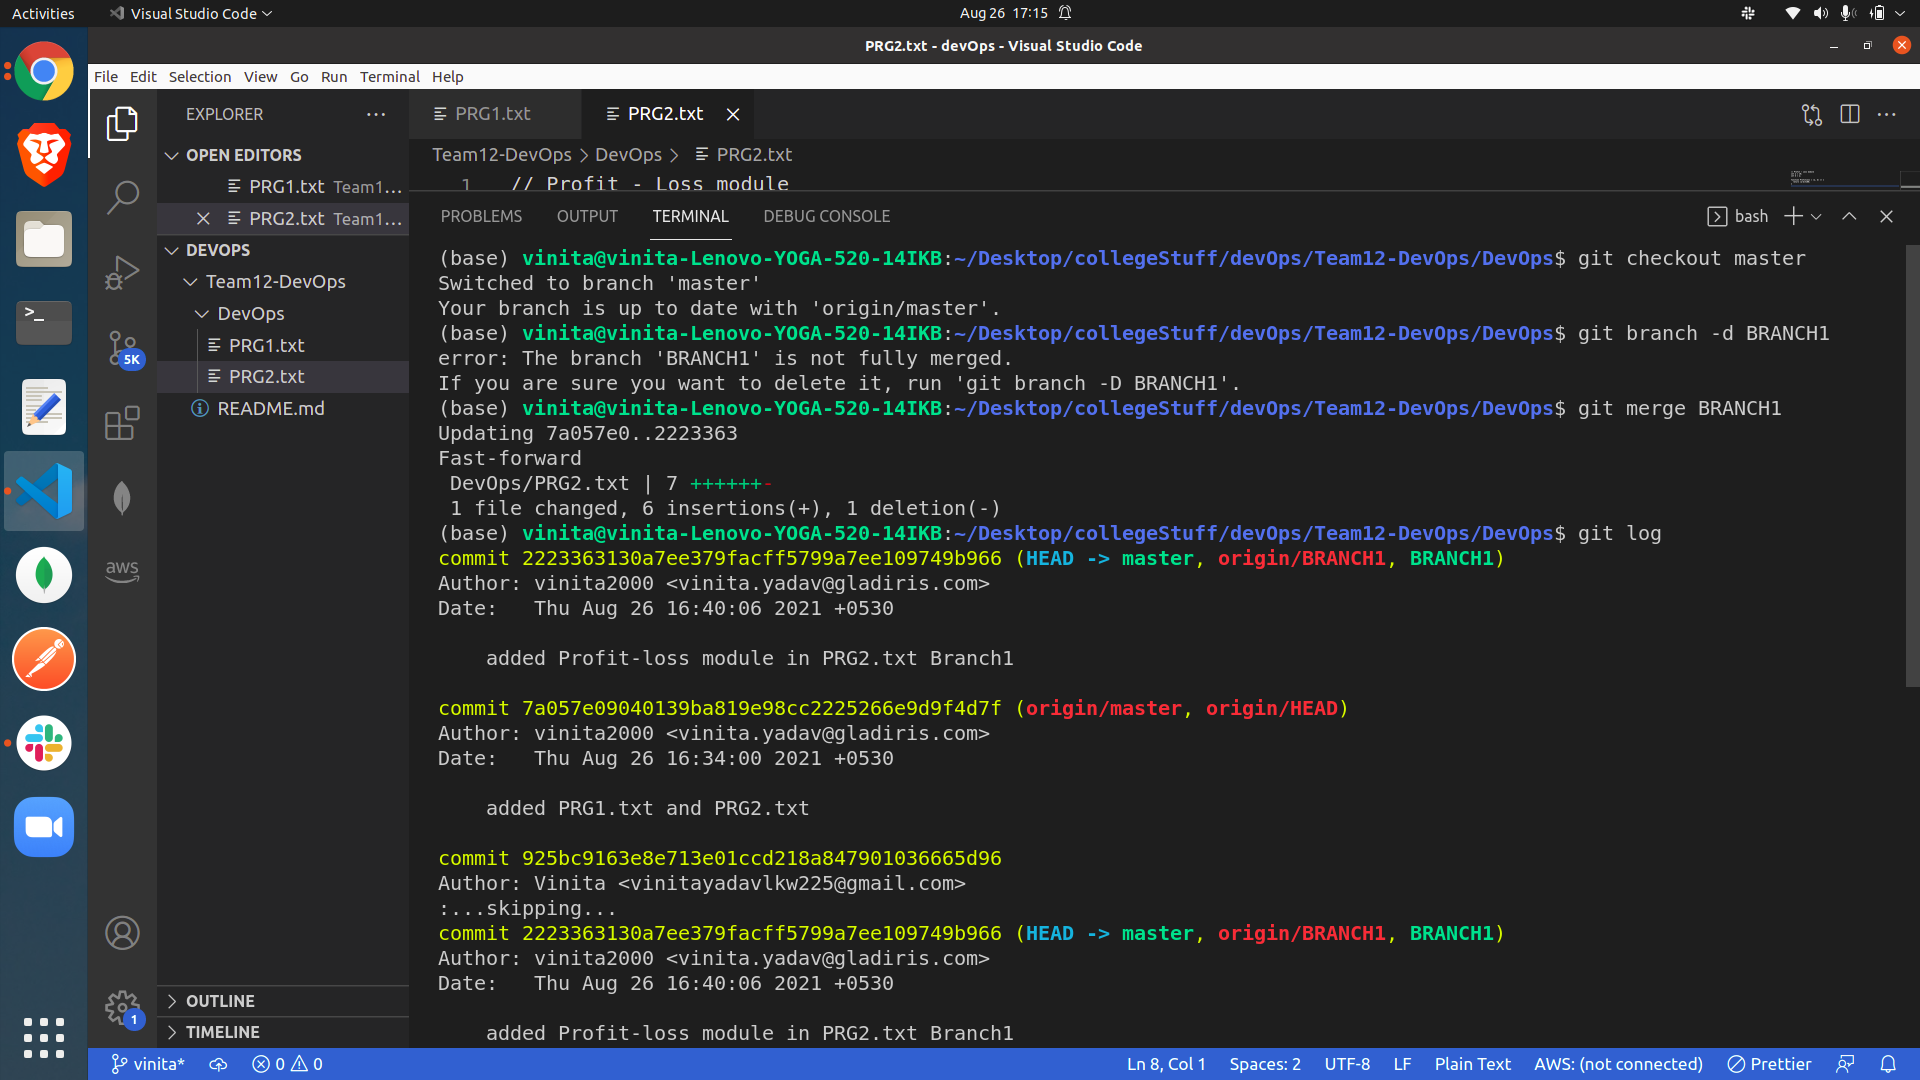 Activities Visual Studio Code Aug 26 17:15
PRG2.txt - devOps - Visual Studio Code
File Edit Selection View Go Run Terminal Help
EXPLORER
OPEN EDITORS
PRG1.txt Team1...
PRG2.txt Team1...
DEVOPS
Team12-DevOps
DevOps
PRG1.txt
PRG2.txt
README.md
OUTLINE
TIMELINE
5K
aws
1
PRG1.txt PRG2.txt
Team12-DevOps > DevOps > PRG2.txt
1 // Profit - Loss module
PROBLEMS OUTPUT TERMINAL DEBUG CONSOLE bash
(base) vinita@vinita-Lenovo-YOGA-520-14IKB:~/Desktop/collegeStuff/devOps/Team12-DevOps/DevOps$ git checkout master
Switched to branch 'master'
Your branch is up to date with 'origin/master'.
(base) vinita@vinita-Lenovo-YOGA-520-14IKB:~/Desktop/collegeStuff/devOps/Team12-DevOps/DevOps$ git branch -d BRANCH1
error: The branch 'BRANCH1' is not fully merged.
If you are sure you want to delete it, run 'git branch -D BRANCH1'.
(base) vinita@vinita-Lenovo-YOGA-520-14IKB:~/Desktop/collegeStuff/devOps/Team12-DevOps/DevOps$ git merge BRANCH1
Updating 7a057e0..2223363
Fast-forward
DevOps/PRG2.txt | 7 ++++++-
1 file changed, 6 insertions(+), 1 deletion(-)
(base) vinita@vinita-Lenovo-YOGA-520-14IKB:~/Desktop/collegeStuff/devOps/Team12-DevOps/DevOps$ git log
commit 2223363130a7ee379facff5799a7ee109749b966 (HEAD -> master, origin/BRANCH1, BRANCH1)
Author: vinita2000 <vinita.yadav@gladiris.com>
Date:   Thu Aug 26 16:40:06 2021 +0530
added Profit-loss module in PRG2.txt Branch1
commit 7a057e09040139ba819e98cc2225266e9d9f4d7f (origin/master, origin/HEAD)
Author: vinita2000 <vinita.yadav@gladiris.com>
Date:   Thu Aug 26 16:34:00 2021 +0530
added PRG1.txt and PRG2.txt
commit 925bc9163e8e713e01ccd218a847901036665d96
Author: Vinita <vinitayadavlkw225@gmail.com>
:...skipping...
commit 2223363130a7ee379facff5799a7ee109749b966 (HEAD -> master, origin/BRANCH1, BRANCH1)
Author: vinita2000 <vinita.yadav@gladiris.com>
Date:   Thu Aug 26 16:40:06 2021 +0530
added Profit-loss module in PRG2.txt Branch1
vinita* 0 0 Ln 8, Col 1 Spaces: 2 UTF-8 LF Plain Text AWS: (not connected) Prettier